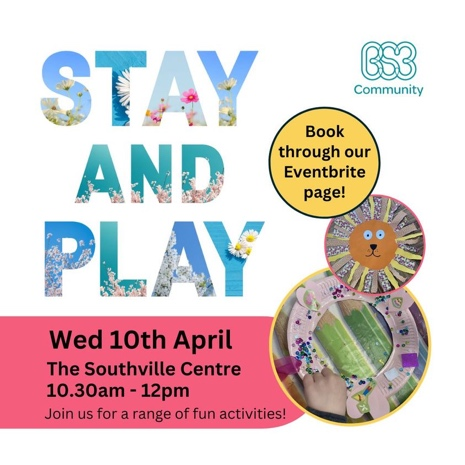 STAY
AND
PLAY
BS3
Community
Book
through our
Eventbrite
page!
Wed 10th April
The Southville Centre
10.30am - 12pm
Join us for a range of fun activities!